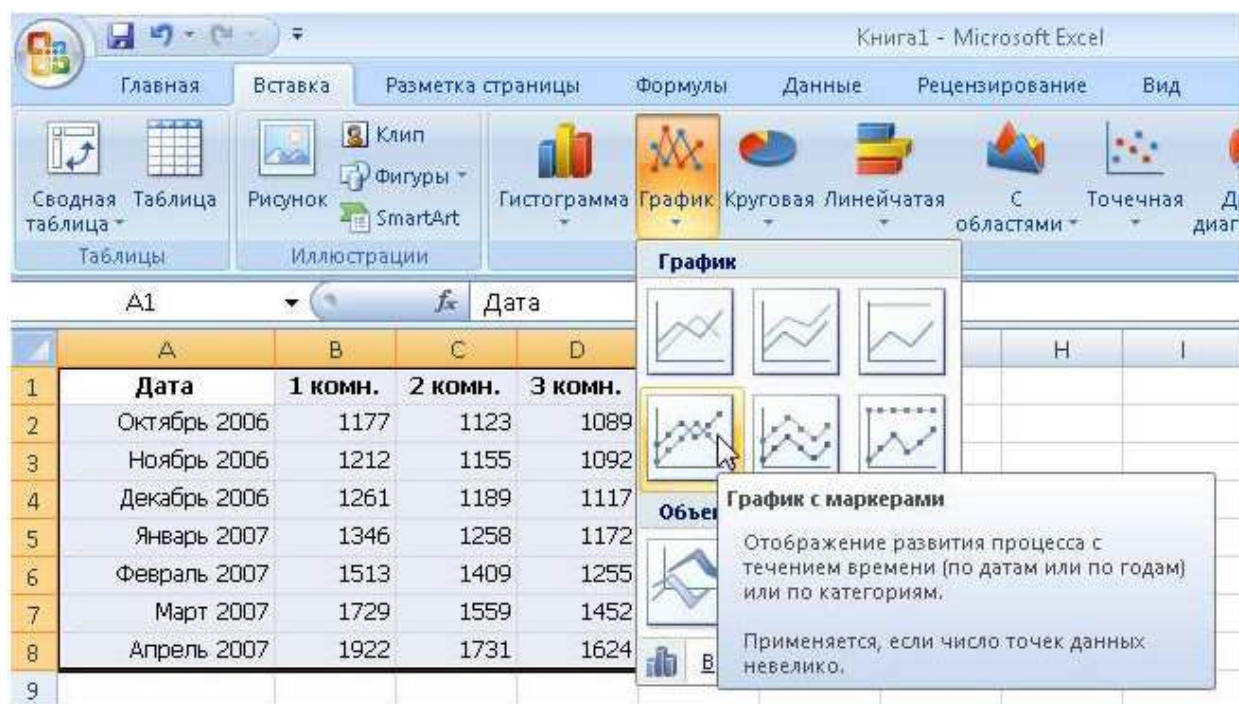 Книга1 - Microsoft Excel
Главная Вставка Разметка страницы Формулы Данные Рецензирование Вид
Сводная таблица
Таблица
Таблицы
Рисунок
Клип
Фигуры
SmartArt
Иллюстрации
Гистограмма
График
Круговая
Линейчатая
С областями
Точечная
A1 fx Дата
A B C D H I
1 Дата 1 комн. 2 комн. 3 комн.
2 Октябрь 2006 1177 1123 1089
3 Ноябрь 2006 1212 1155 1092
4 Декабрь 2006 1261 1189 1117
5 Январь 2007 1346 1258 1172
6 Февраль 2007 1513 1409 1255
7 Март 2007 1729 1559 1452
8 Апрель 2007 1922 1731 1624
9
График
График с маркерами
Отображение развития процесса с
течением времени (по датам или по годам)
или по категориям.
Применяется, если число точек данных
невелико.